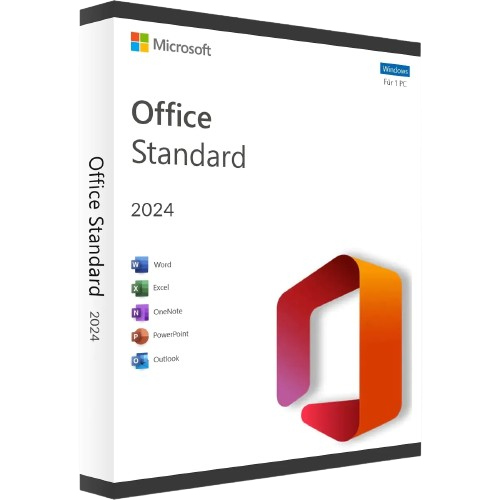 Microsoft
Windows
Für 1 PC
Office
Standard
2024
W Word
X Excel
N OneNote
P PowerPoint
O Outlook
Office Standard 2024